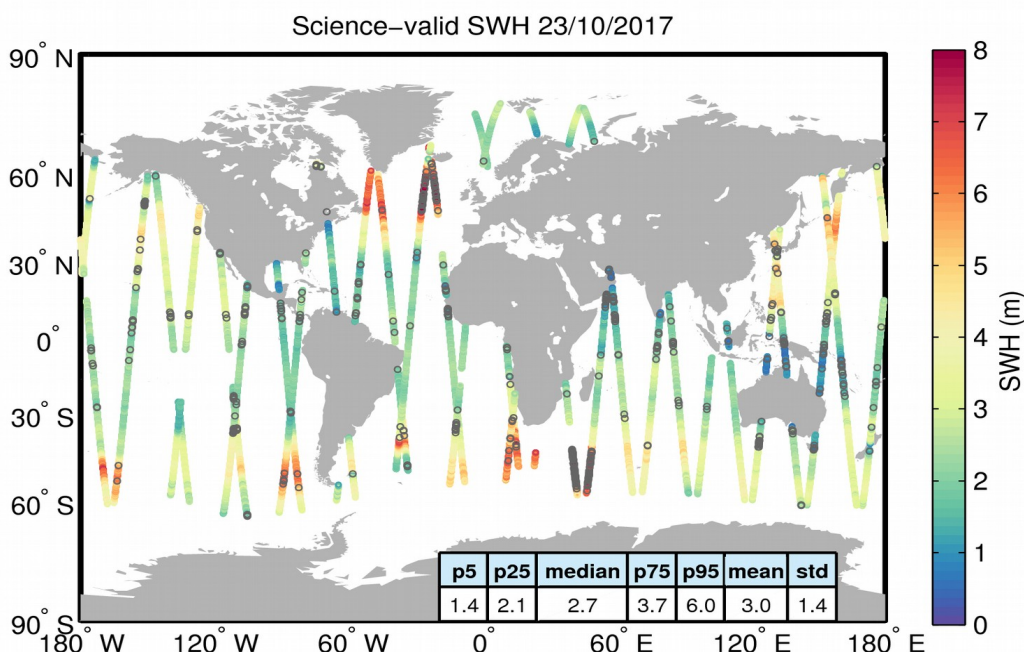 Science−valid SWH 23/10/2017
90° N
60° N
30° N
0°
30° S
60° S
90° S
180° W
120° W
60° W
0°
60° E
120° E
180° E
8
7
6
5
4
3
2
1
0
SWH (m)
p5 p25 median p75 p95 mean std
1.4 2.1 2.7 3.7 6.0 3.0 1.4